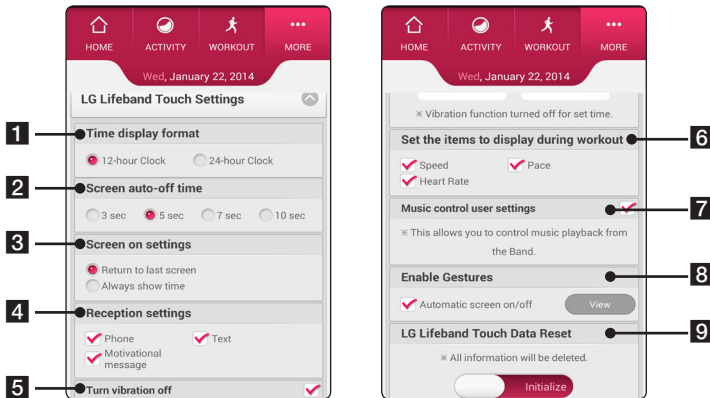 HOME ACTIVITY WORKOUT MORE
Wed, January 22, 2014
LG Lifeband Touch Settings
1 Time display format
12-hour Clock 24-hour Clock
2 Screen auto-off time
3 sec 5 sec 7 sec 10 sec
3 Screen on settings
Return to last screen
Always show time
4 Reception settings
Phone Text
Motivational
message
5 Turn vibration off
HOME ACTIVITY WORKOUT MORE
Wed, January 22, 2014
※ Vibration function turned off for set time.
Set the items to display during workout 6
Speed Pace
Heart Rate
Music control user settings 7
※ This allows you to control music playback from
the Band.
Enable Gestures 8
Automatic screen on/off View
LG Lifeband Touch Data Reset 9
※ All information will be deleted.
Initialize